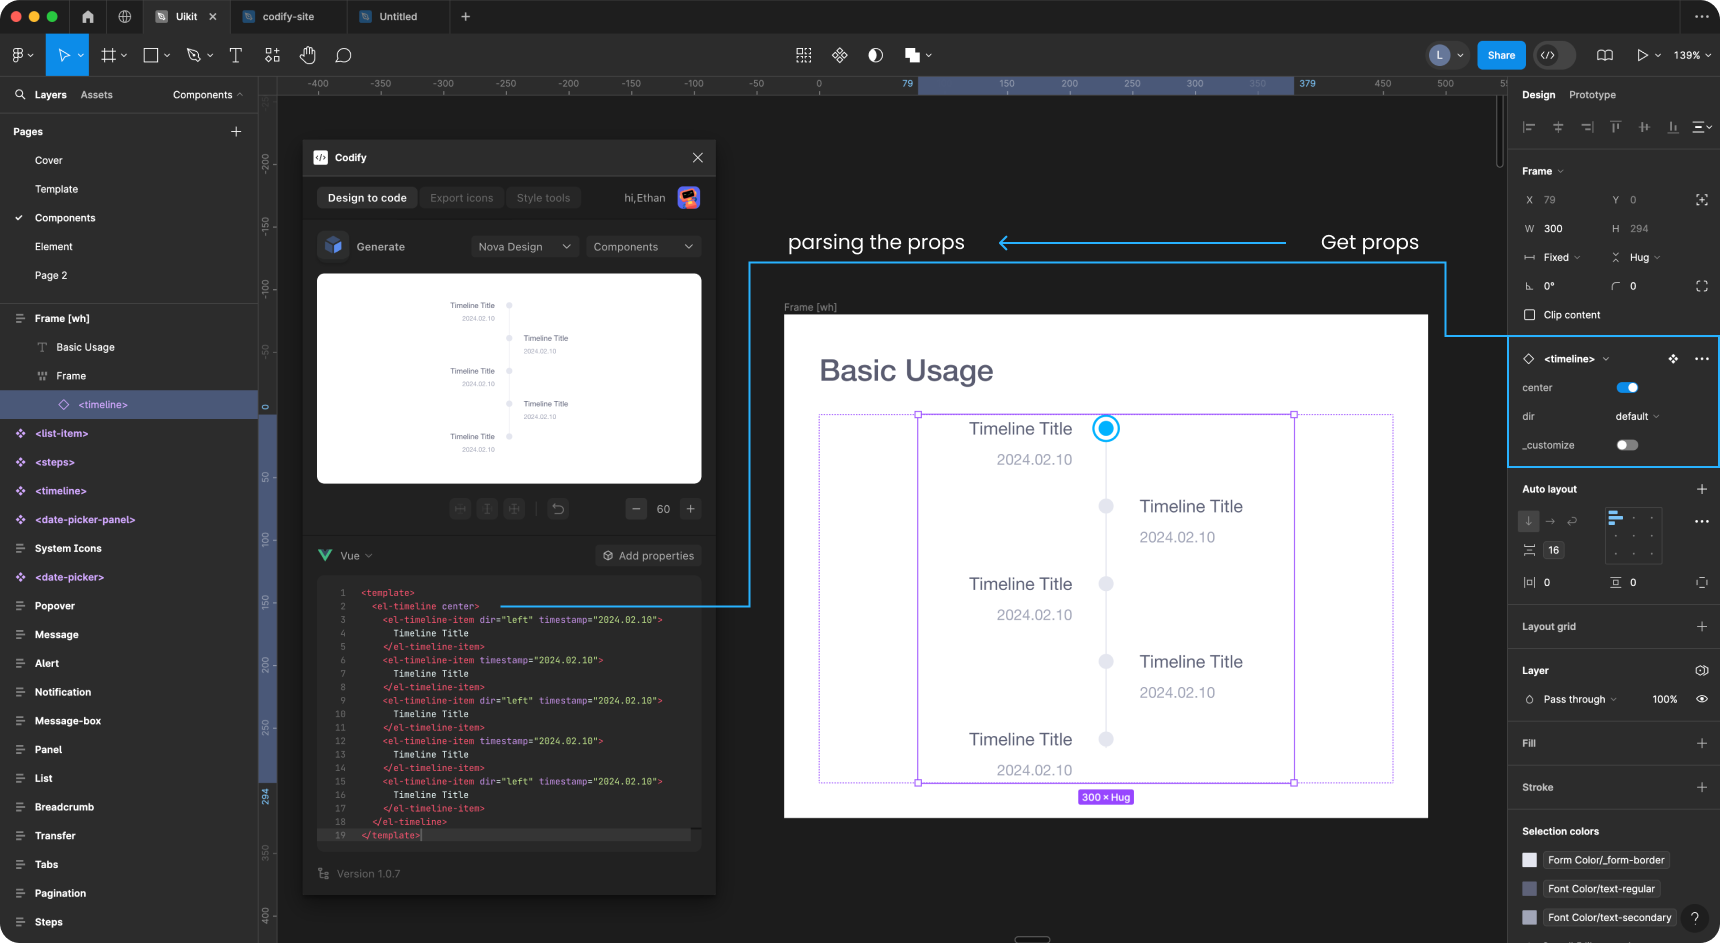 Uikit
codify-site
Untitled
L
Share
139%
Layers
Assets
Components
Pages
Cover
Template
Components
Element
Page 2
Frame [wh]
Basic Usage
Frame
<timeline>
<list-item>
<steps>
<timeline>
<date-picker-panel>
System Icons
<date-picker>
Popover
Message
Alert
Notification
Message-box
Panel
List
Breadcrumb
Transfer
Tabs
Pagination
Steps
-400 -350 -300 -250 -200 -150 -100 -50 0 79 150 200 250 300 350 379 450 500
-200
-150
-100
-50
0
50
100
150
200
250
294
350
400
Codify
Design to code
Export icons
Style tools
hi,Ethan
Generate
Nova Design
Components
Timeline Title
2024.02.10
Timeline Title
2024.02.10
Timeline Title
2024.02.10
Timeline Title
2024.02.10
Timeline Title
2024.02.10
60
Vue
Add properties
1 <template>
2 <el-timeline center>
3 <el-timeline-item dir="left" timestamp="2024.02.10">
4 Timeline Title
5 </el-timeline-item>
6 <el-timeline-item timestamp="2024.02.10">
7 Timeline Title
8 </el-timeline-item>
9 <el-timeline-item dir="left" timestamp="2024.02.10">
10 Timeline Title
11 </el-timeline-item>
12 <el-timeline-item timestamp="2024.02.10">
13 Timeline Title
14 </el-timeline-item>
15 <el-timeline-item dir="left" timestamp="2024.02.10">
16 Timeline Title
17 </el-timeline-item>
18 </el-timeline>
19 </template>
Version 1.0.7
parsing the props
Get props
Frame [wh]
Basic Usage
Timeline Title
2024.02.10
Timeline Title
2024.02.10
Timeline Title
2024.02.10
Timeline Title
2024.02.10
Timeline Title
2024.02.10
300 × Hug
Design
Prototype
Frame
X 79 Y 0
W 300 H 294
Fixed Hug
0° 0
Clip content
<timeline>
center
dir default
_customize
Auto layout
16
0 0
Layout grid
Layer
Pass through 100%
Fill
Stroke
Selection colors
Form Color/_form-border
Font Color/text-regular
Font Color/text-secondary
?